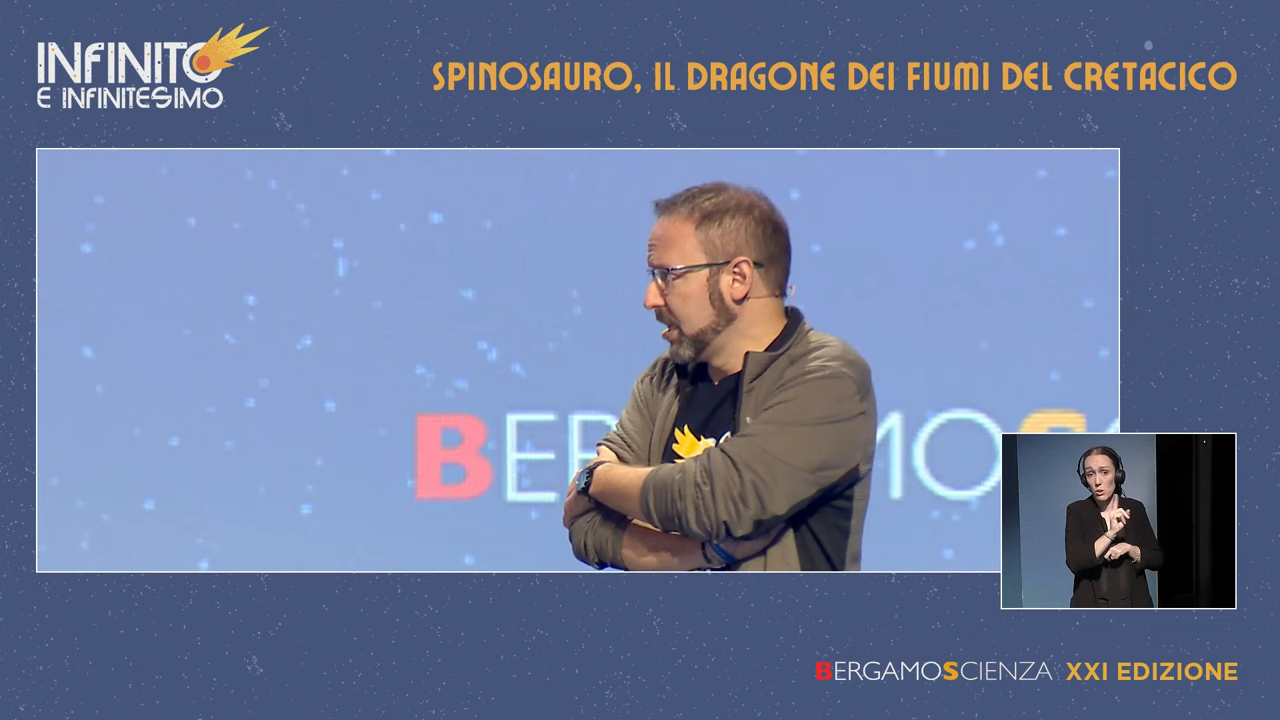 INFINITO
E INFINITESIMO
SPINOSAURO, IL DRAGONE DEI FIUMI DEL CRETACICO
BERGAMOSCIENZA XXI EDIZIONE